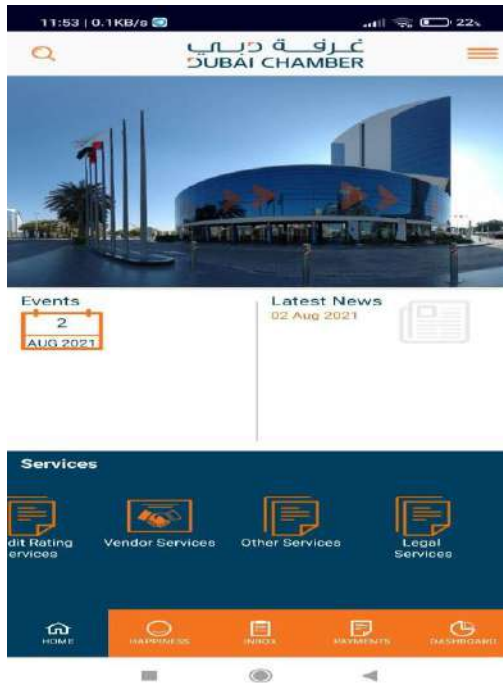 11:53 | 0.1KB/s
22%
غرفة دبي
DUBAI CHAMBER
Events
2
AUG 2021
Latest News
02 Aug 2021
Services
dit Rating
ervices
Vendor Services
Other Services
Legal
Services
HOME
HAPPINESS
INBOX
PAYMENTS
DASHBOARD